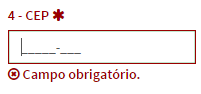 4 - CEP ✱
_____-___
⊗ Campo obrigatório.